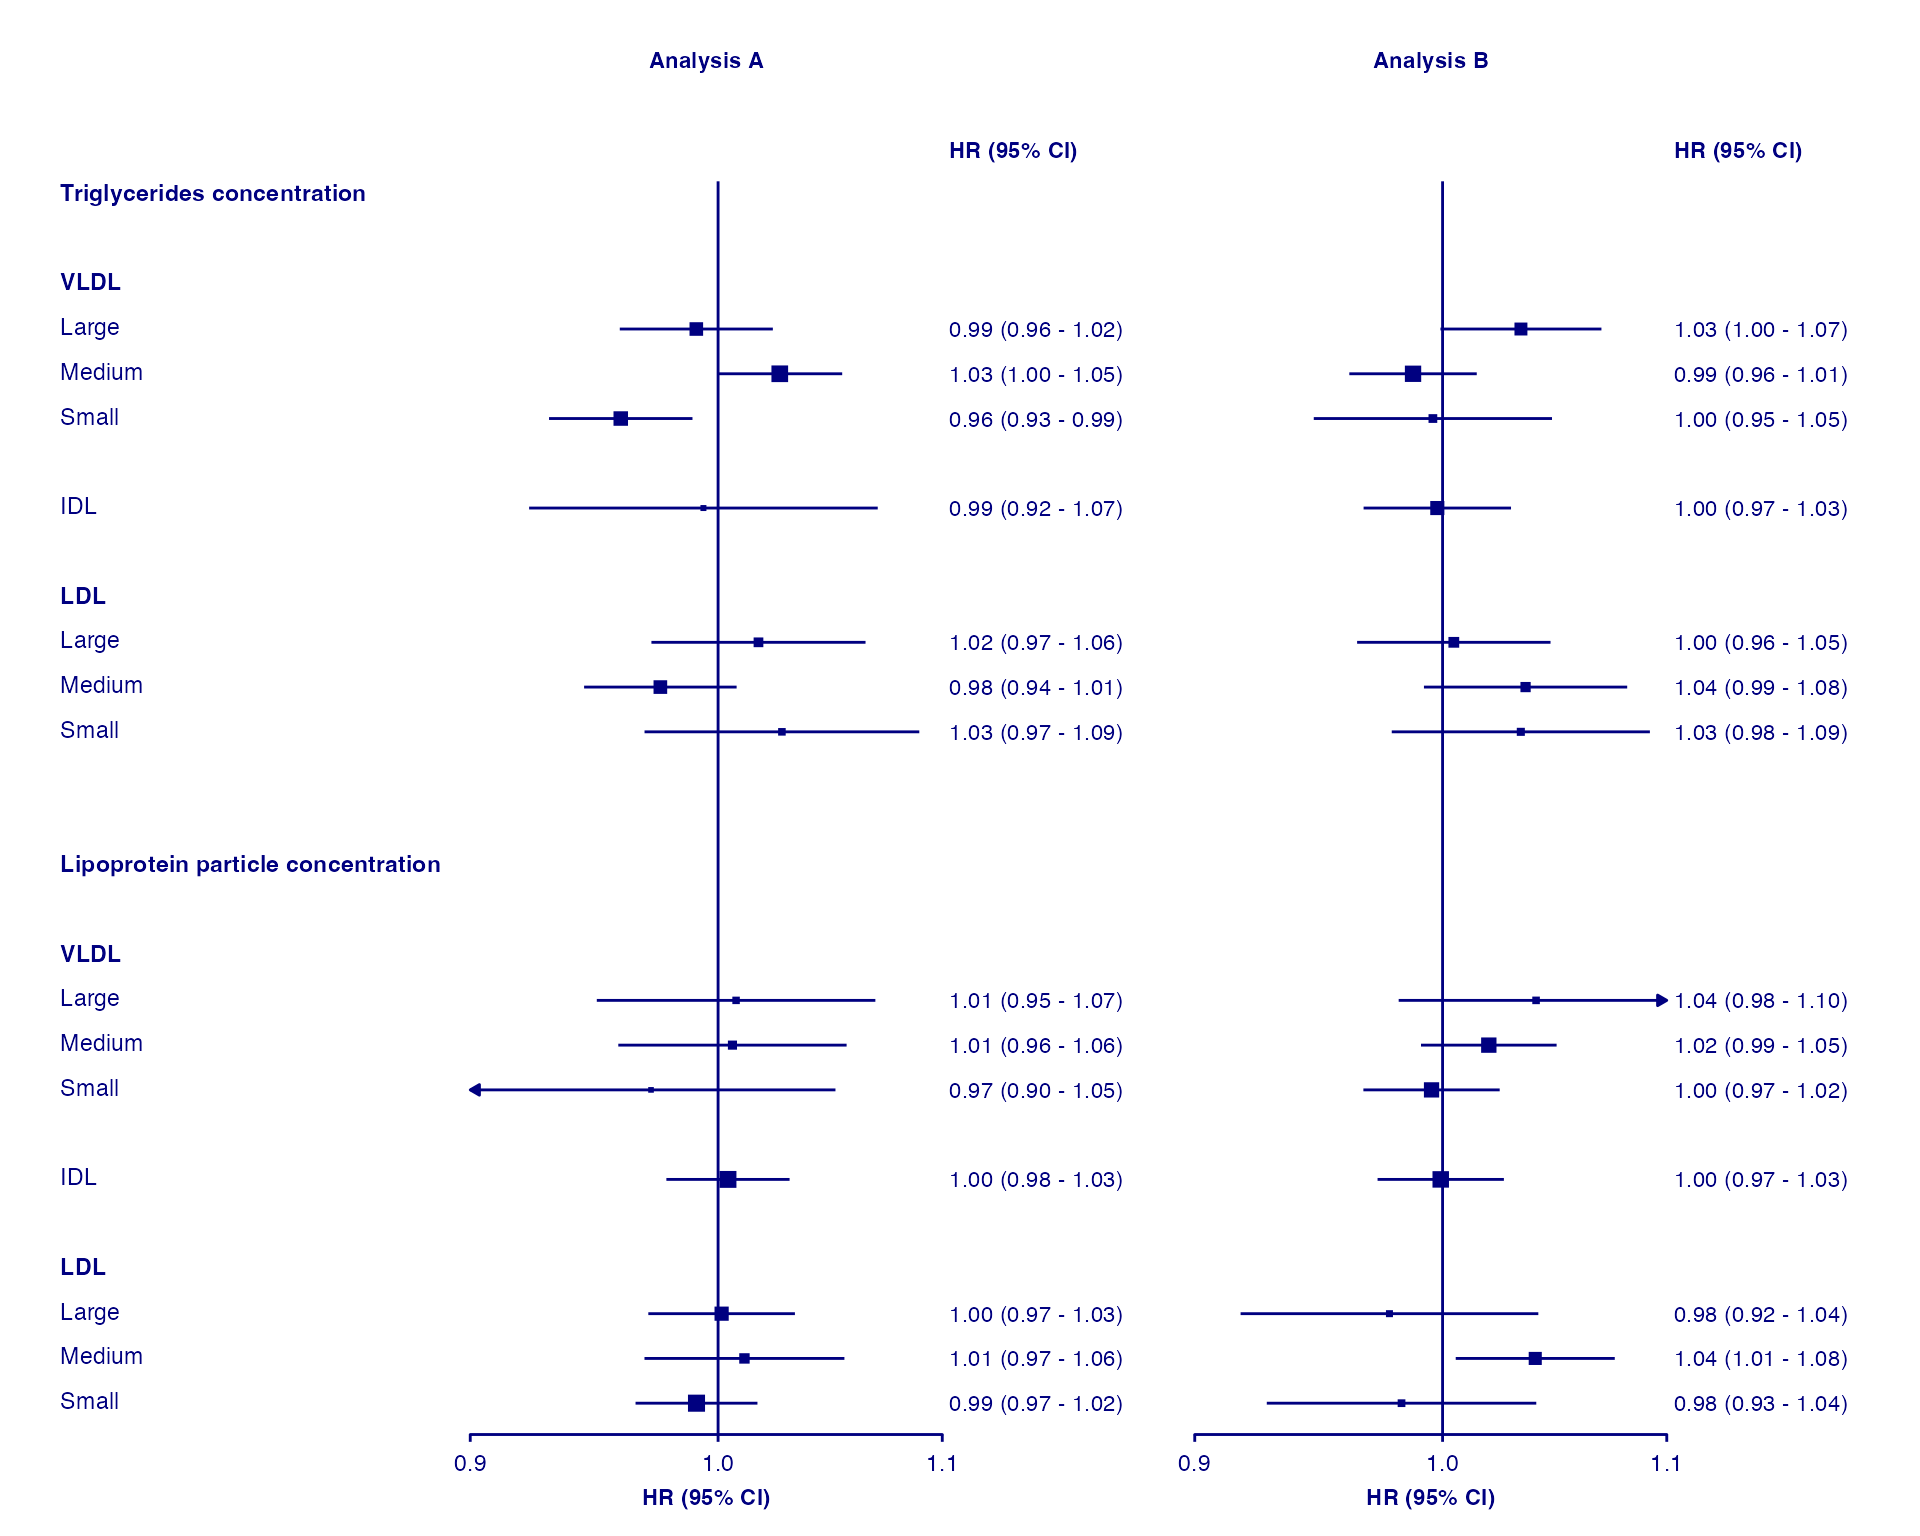 Analysis A Analysis B
HR (95% CI) HR (95% CI)
Triglycerides concentration
VLDL
Large 0.99 (0.96 - 1.02) 1.03 (1.00 - 1.07)
Medium 1.03 (1.00 - 1.05) 0.99 (0.96 - 1.01)
Small 0.96 (0.93 - 0.99) 1.00 (0.95 - 1.05)
IDL 0.99 (0.92 - 1.07) 1.00 (0.97 - 1.03)
LDL
Large 1.02 (0.97 - 1.06) 1.00 (0.96 - 1.05)
Medium 0.98 (0.94 - 1.01) 1.04 (0.99 - 1.08)
Small 1.03 (0.97 - 1.09) 1.03 (0.98 - 1.09)
Lipoprotein particle concentration
VLDL
Large 1.01 (0.95 - 1.07) 1.04 (0.98 - 1.10)
Medium 1.01 (0.96 - 1.06) 1.02 (0.99 - 1.05)
Small 0.97 (0.90 - 1.05) 1.00 (0.97 - 1.02)
IDL 1.00 (0.98 - 1.03) 1.00 (0.97 - 1.03)
LDL
Large 1.00 (0.97 - 1.03) 0.98 (0.92 - 1.04)
Medium 1.01 (0.97 - 1.06) 1.04 (1.01 - 1.08)
Small 0.99 (0.97 - 1.02) 0.98 (0.93 - 1.04)
0.9 1.0 1.1 0.9 1.0 1.1
HR (95% CI) HR (95% CI)